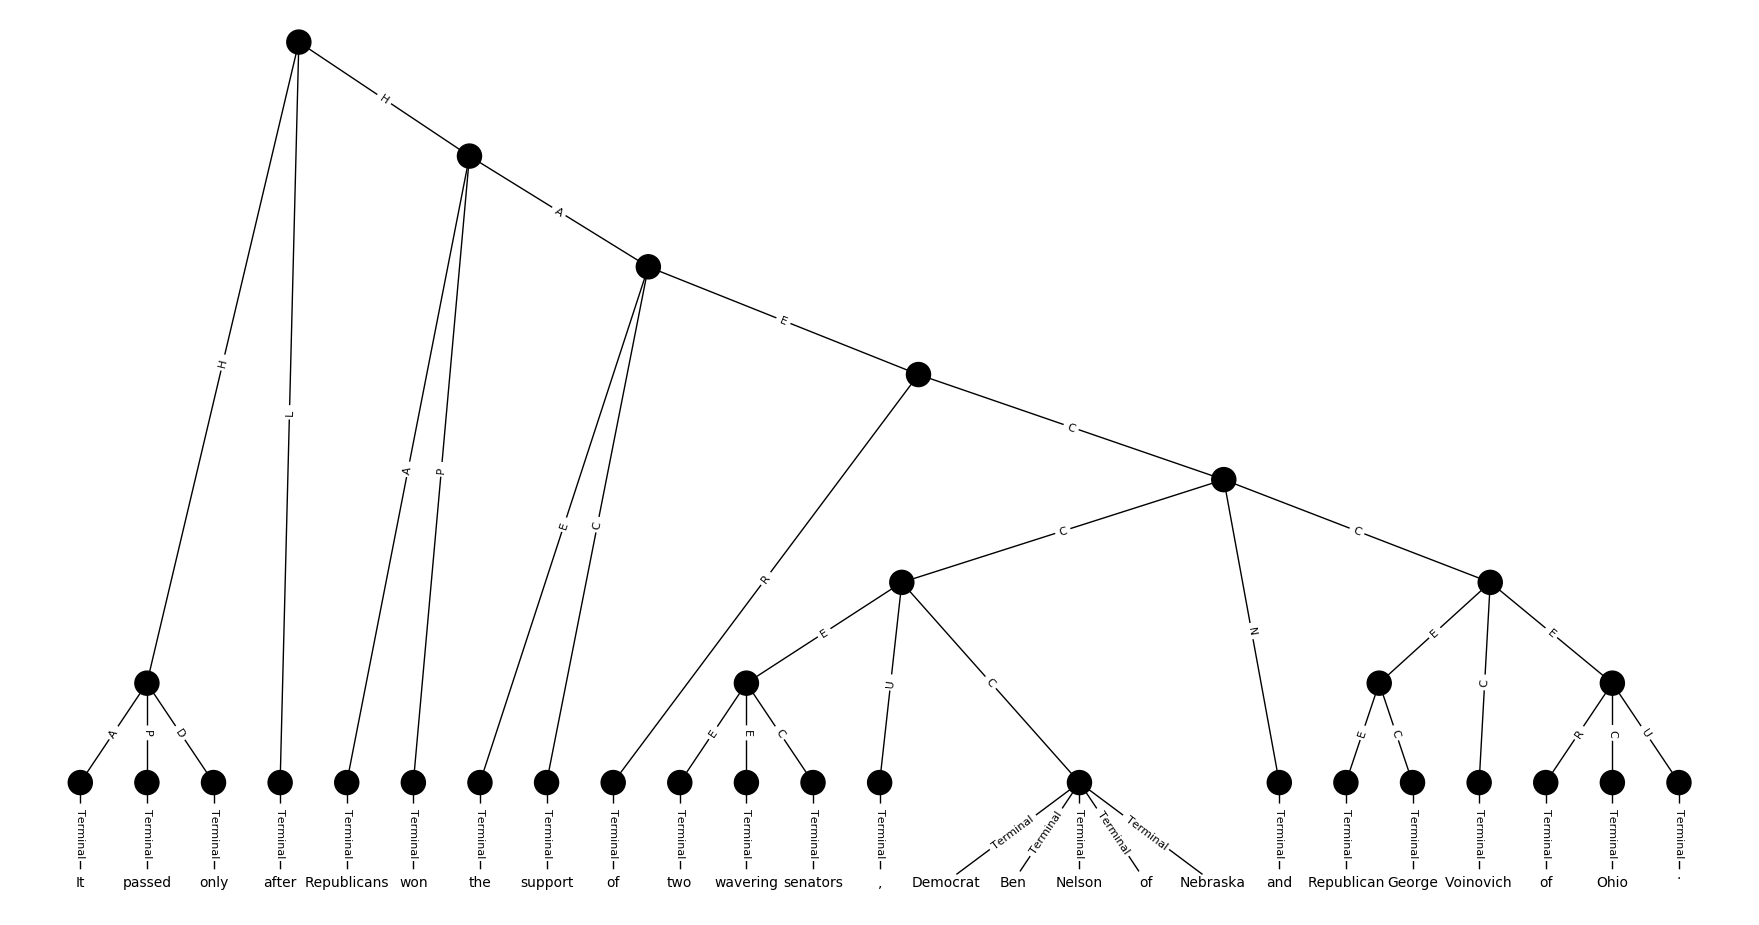 H
H
L
A
A
P
E
E
C
R
C
C
N
C
E
U
C
E
C
E
A
P
D
E
E
C
E
C
R
C
U
Terminal Terminal Terminal Terminal Terminal Terminal Terminal Terminal Terminal Terminal Terminal Terminal Terminal Terminal Terminal Terminal Terminal Terminal Terminal Terminal Terminal Terminal Terminal Terminal Terminal
It passed only after Republicans won the support of two wavering senators , Democrat Ben Nelson of Nebraska and Republican George Voinovich of Ohio .